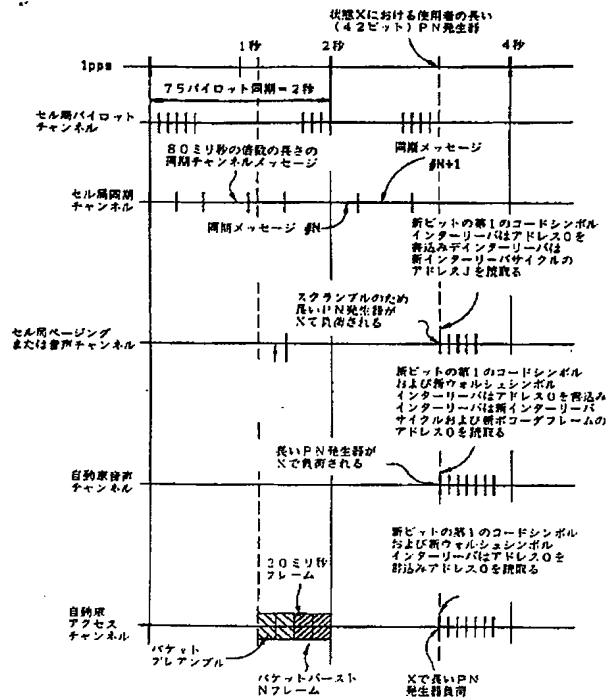 状態Xにおける使用者の長い
(42ビット)PN発生器
1秒
2秒
4秒
1pps
75パイロット同期=2秒
セル局パイロット
チャンネル
80ミリ秒の倍数の長さの
同期チャンネルメッセージ
同期メッセージ
#N+1
セル局同期
チャンネル
同期メッセージ #N
新ビットの第1のコードシンボル
インターリーバはアドレス0を
書込みデインターリーバは
新インターリーバサイクルの
アドレスJを読取る
スクランブルのため
長いPN発生器が
Xで負荷される
セル局ページング
または音声チャンネル
新ビットの第1のコードシンボル
および新ウォルシュシンボル
インターリーバはアドレス0を書込み
インターリーバは新インターリーバ
サイクルおよび新ボコーダフレームの
アドレス0を読取る
長いPN発生器が
Xで負荷される
自動車音声
チャンネル
新ビットの第1のコードシンボル
および新ウォルシュシンボル
インターリーバはアドレス0を
書込みアドレス0を読取る
20ミリ秒
フレーム
自動車
アクセス
チャンネル
パケット
プレアンブル
パケットバースト
Nフレーム
Xで長いPN
発生器負荷